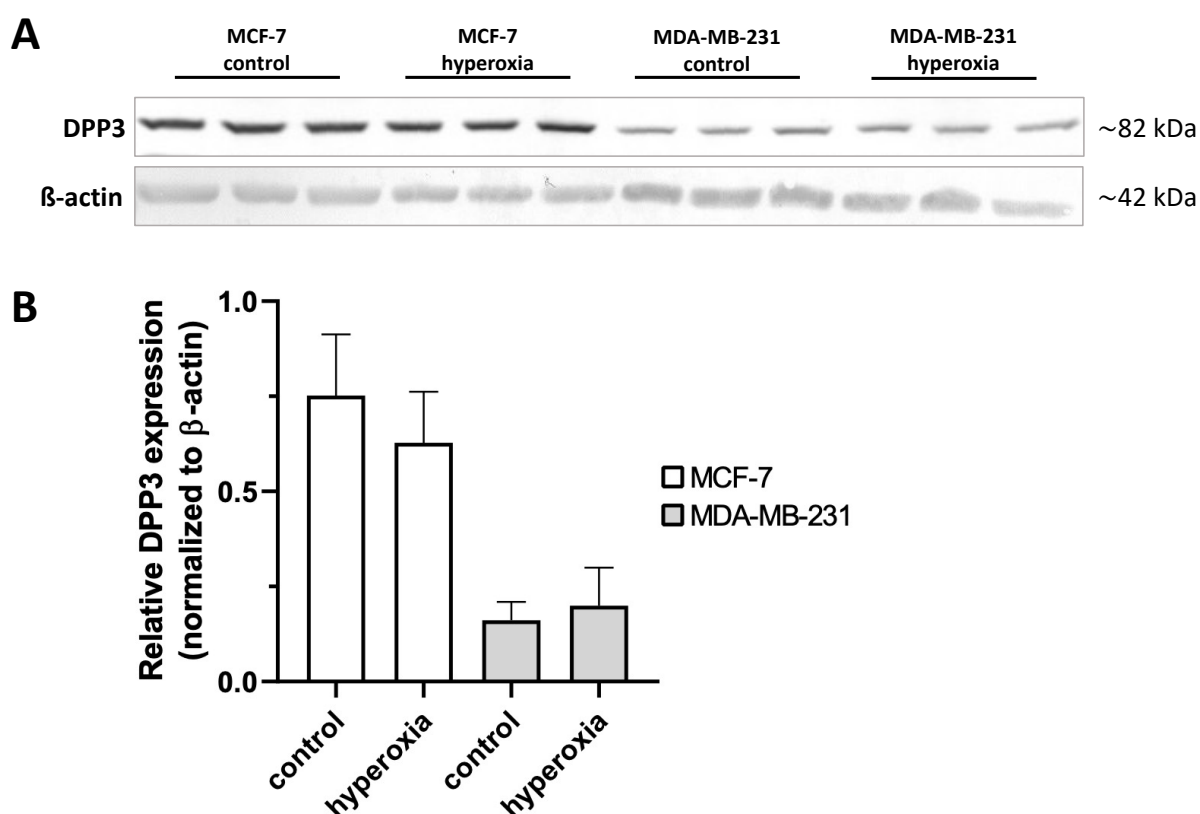 A
MCF-7
control
MCF-7
hyperoxia
MDA-MB-231
control
MDA-MB-231
hyperoxia
DPP3
~82 kDa
ß-actin
~42 kDa
B
Relative DPP3 expression
(normalized to β-actin)
1.0
0.5
0.0
control
hyperoxia
control
hyperoxia
MCF-7
MDA-MB-231